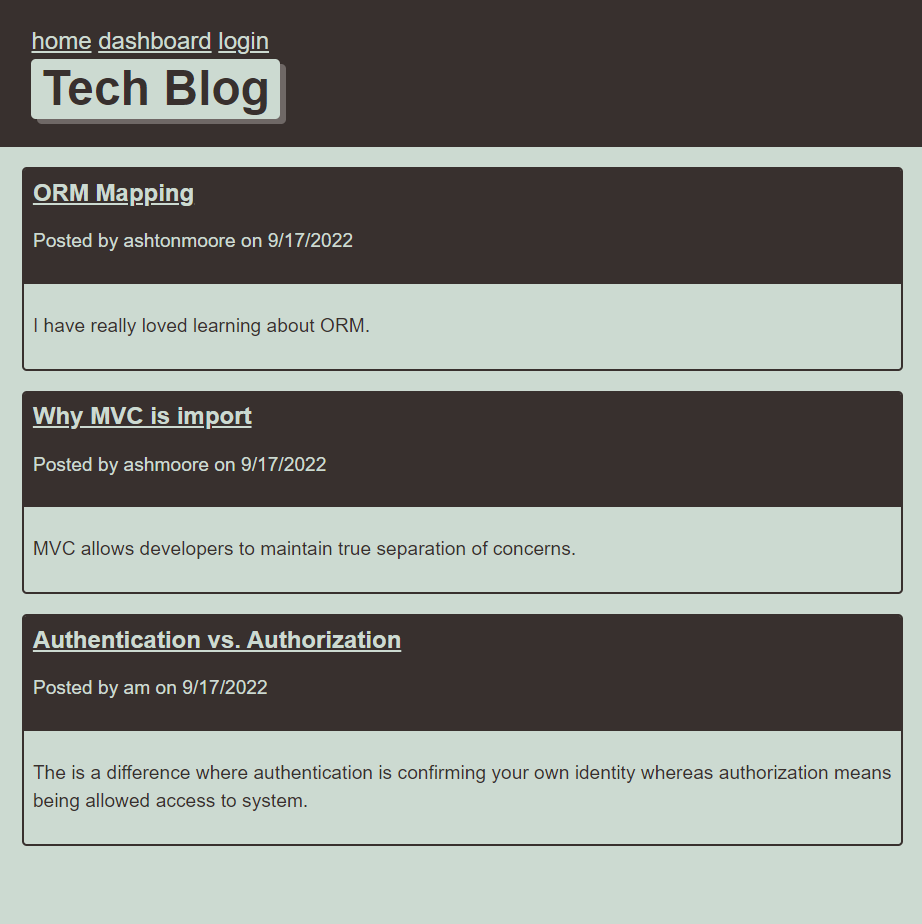 home dashboard login
Tech Blog
ORM Mapping
Posted by ashtonmoore on 9/17/2022
I have really loved learning about ORM.
Why MVC is import
Posted by ashmoore on 9/17/2022
MVC allows developers to maintain true separation of concerns.
Authentication vs. Authorization
Posted by am on 9/17/2022
The is a difference where authentication is confirming your own identity whereas authorization means
being allowed access to system.